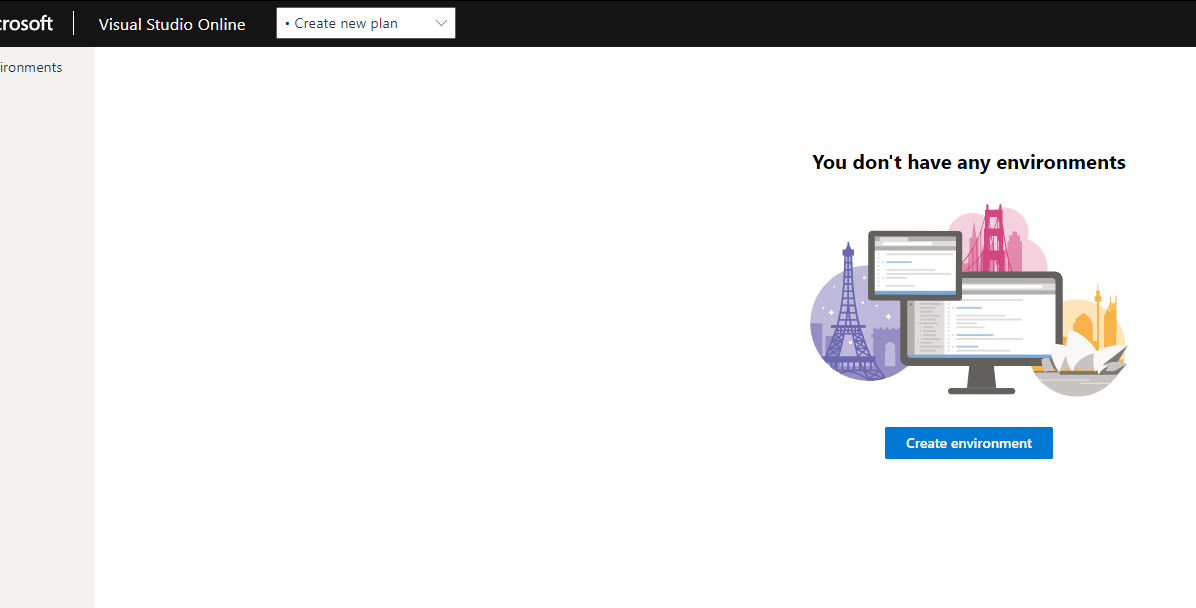 crosoft
Visual Studio Online
• Create new plan
ironments
You don't have any environments
Create environment